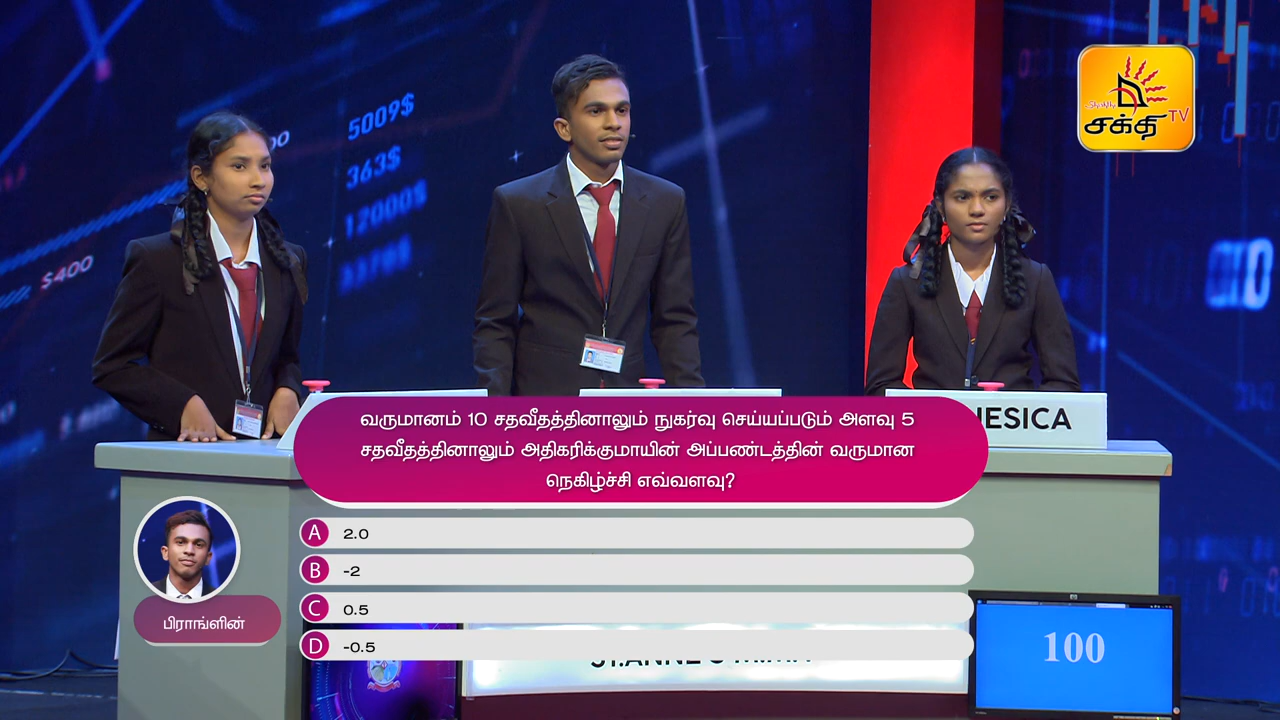 5009$
363$
12000$
$400
சக்தி TV
JESICA
வருமானம் 10 சதவீதத்தினாலும் நுகர்வு செய்யப்படும் அளவு 5
சதவீதத்தினாலும் அதிகரிக்குமாயின் அப்பண்டத்தின் வருமான
நெகிழ்ச்சி எவ்வளவு?
A 2.0
B -2
C 0.5
D -0.5
பிராங்ளின்
100